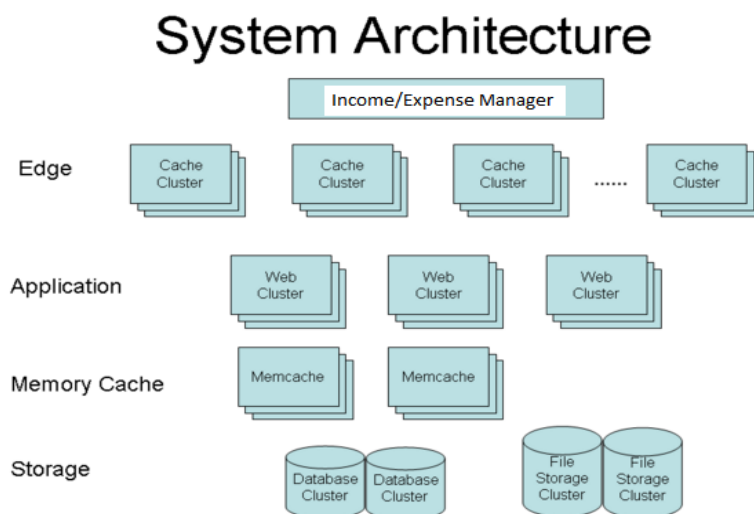 System Architecture
Income/Expense Manager
Edge
Cache
Cluster
Cache
Cluster
Cache
Cluster
......
Cache
Cluster
Application
Web
Cluster
Web
Cluster
Web
Cluster
Memory Cache
Memcache
Memcache
Storage
Database
Cluster
Database
Cluster
File
Storage
Cluster
File
Storage
Cluster